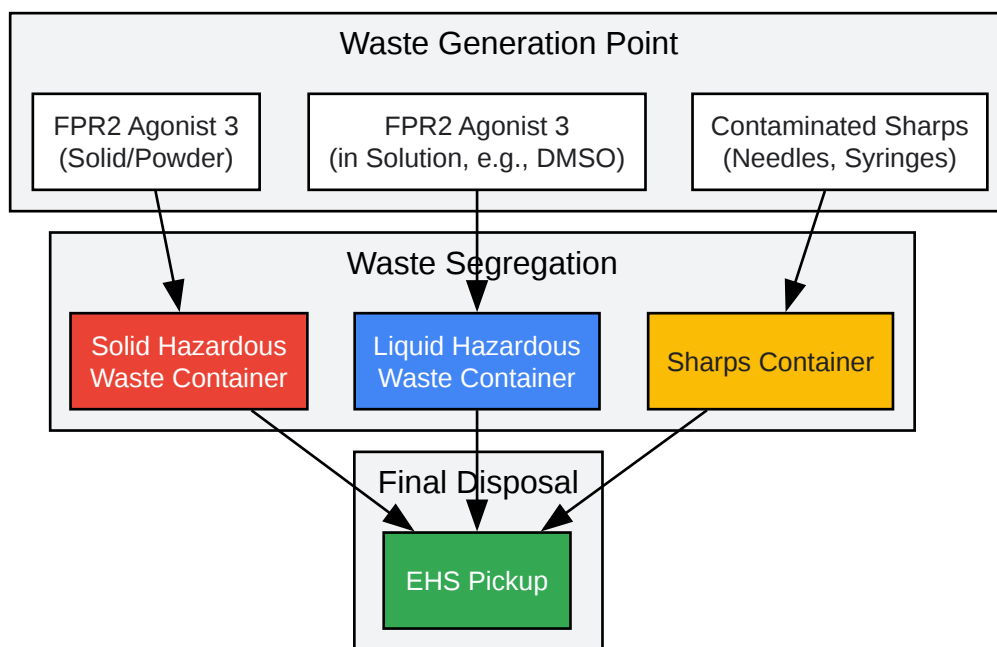 Waste Generation Point
FPR2 Agonist 3
(Solid/Powder)
FPR2 Agonist 3
(in Solution, e.g., DMSO)
Contaminated Sharps
(Needles, Syringes)
Waste Segregation
Solid Hazardous
Waste Container
Liquid Hazardous
Waste Container
Sharps Container
Final Disposal
EHS Pickup